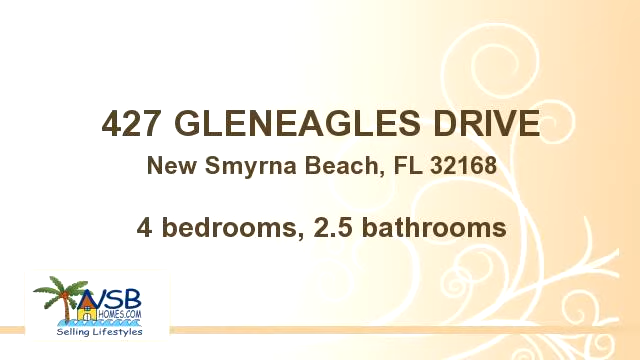 427 GLENEAGLES DRIVE
New Smyrna Beach, FL 32168
4 bedrooms, 2.5 bathrooms
NSB
HOMES.COM
Selling Lifestyles